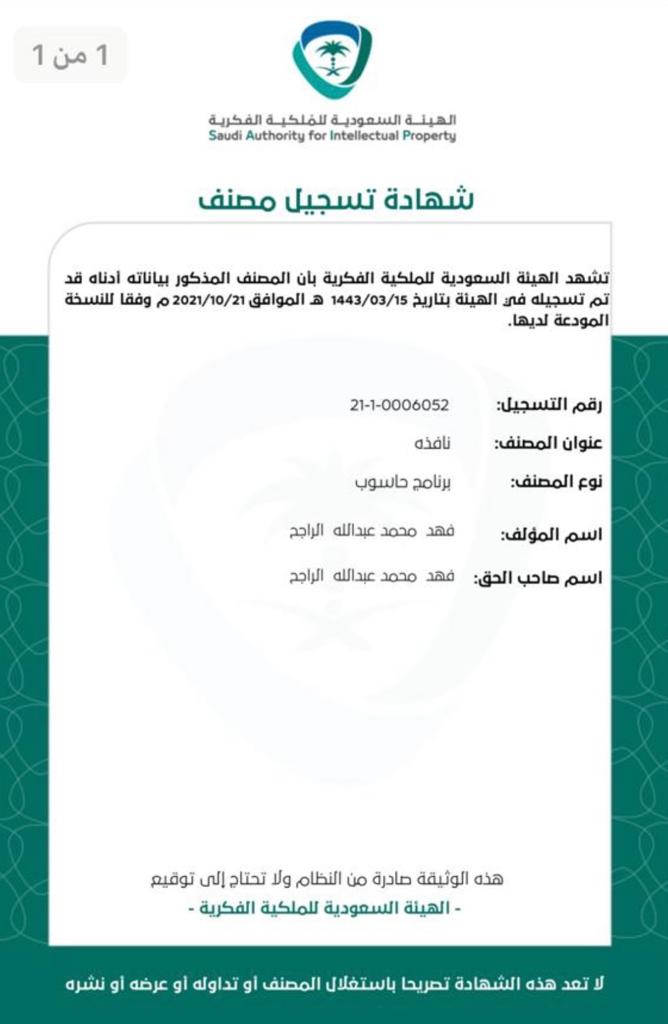 1 من 1
الهيئة السعودية للملكية الفكرية
Saudi Authority for Intellectual Property
شهادة تسجيل مصنف
تشهد الهيئة السعودية للملكية الفكرية بأن المصنف المذكور بياناته أدناه قد
تم تسجيله في الهيئة بتاريخ 1443/03/15 هـ الموافق 2021/10/21 م وفقا للنسخة
المودعة لديها.
رقم التسجيل: 21-1-0006052
عنوان المصنف: نافذه
نوع المصنف: برنامج حاسوب
اسم المؤلف: فهد محمد عبدالله الراجح
اسم صاحب الحق: فهد محمد عبدالله الراجح
هذه الوثيقة صادرة من النظام ولا تحتاج إلى توقيع
- الهيئة السعودية للملكية الفكرية -
لا تعد هذه الشهادة تصريحا باستغلال المصنف أو تداوله أو عرضه أو نشره